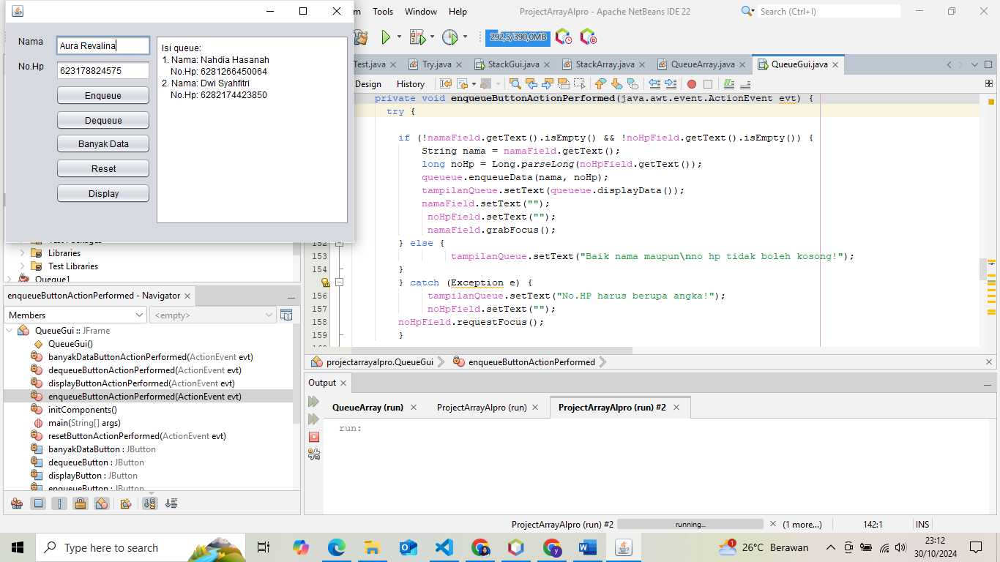 m Tools Window Help
ProjectArrayAlpro - Apache NetBeans IDE 22
Search (Ctrl+I)
Nama
Aura Revalina
No.Hp
623178824575
Enqueue
Dequeue
Banyak Data
Reset
Display
Isi queue:
1. Nama: Nahdia Hasanah
No.Hp: 6281266450064
2. Nama: Dwi Syahfitri
No.Hp: 6282174423850
292,5/390,0MB
Test.java
Try.java
StackGui.java
StackArray.java
QueueArray.java
QueueGui.java
Design History
private void enqueueButtonActionPerformed(java.awt.event.ActionEvent evt) {
try {
if (!namaField.getText().isEmpty() && !noHpField.getText().isEmpty()) {
String nama = namaField.getText();
long noHp = Long.parseLong(noHpField.getText());
queueue.enqueueData(nama, noHp);
tampilanQueue.setText(queueue.displayData());
namaField.setText("");
noHpField.setText("");
namaField.grabFocus();
152 } else {
153 tampilanQueue.setText("Baik nama maupun\nno hp tidak boleh kosong!");
154 }
} catch (Exception e) {
156 tampilanQueue.setText("No.HP harus berupa angka!");
157 noHpField.setText("");
158 noHpField.requestFocus();
159 }
Test Packages
Libraries
Test Libraries
Queque1
enqueueButtonActionPerformed - Navigator
Members
<empty>
QueueGui :: JFrame
QueueGui()
banyakDataButtonActionPerformed(ActionEvent evt)
dequeueButtonActionPerformed(ActionEvent evt)
displayButtonActionPerformed(ActionEvent evt)
enqueueButtonActionPerformed(ActionEvent evt)
initComponents()
main(String[] args)
resetButtonActionPerformed(ActionEvent evt)
banyakDataButton : JButton
dequeueButton : JButton
displayButton : JButton
enqueueButton : JButton
projectarrayalpro.QueueGui
enqueueButtonActionPerformed
Output
QueueArray (run)
ProjectArrayAlpro (run)
ProjectArrayAlpro (run) #2
run:
ProjectArrayAlpro (run) #2
running...
(1 more...)
142:1
INS
Type here to search
26°C Berawan
23:12
30/10/2024